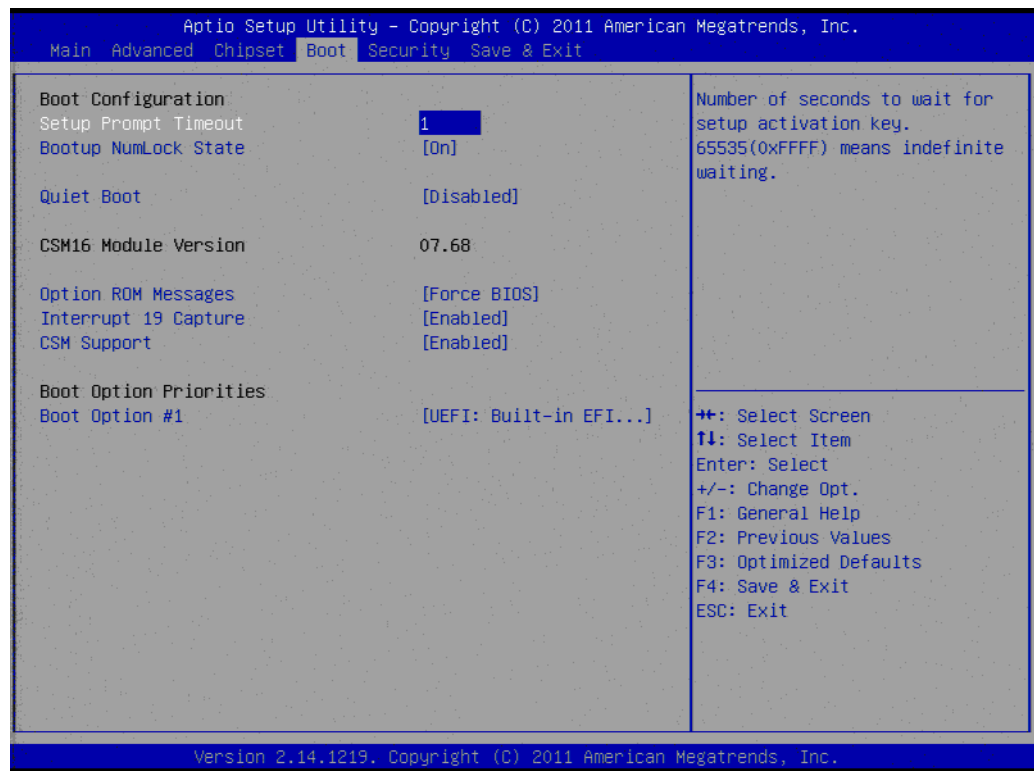 Aptio Setup Utility – Copyright (C) 2011 American Megatrends, Inc.
Main Advanced Chipset Boot Security Save & Exit
Boot Configuration
Setup Prompt Timeout 1
Bootup NumLock State [On]
Quiet Boot [Disabled]
CSM16 Module Version 07.68
Option ROM Messages [Force BIOS]
Interrupt 19 Capture [Enabled]
CSM Support [Enabled]
Boot Option Priorities
Boot Option #1 [UEFI: Built-in EFI...]
Number of seconds to wait for
setup activation key.
65535(0xFFFF) means indefinite
waiting.
→←: Select Screen
↑↓: Select Item
Enter: Select
+/-: Change Opt.
F1: General Help
F2: Previous Values
F3: Optimized Defaults
F4: Save & Exit
ESC: Exit
Version 2.14.1219. Copyright (C) 2011 American Megatrends, Inc.